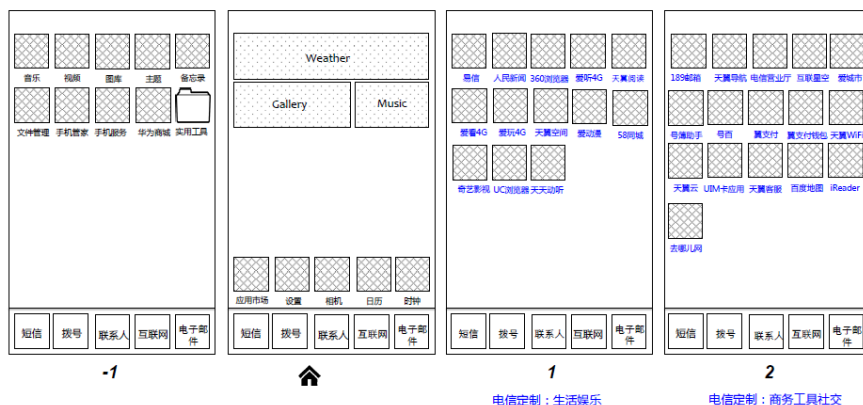 音乐 视频 图库 主题 备忘录
文件管理 手机管家 手机服务 华为商城 实用工具
短信 拨号 联系人 互联网 电子邮件
-1
Weather
Gallery Music
应用市场 设置 相机 日历 时钟
短信 拨号 联系人 互联网 电子邮件
易信 人民新闻 360浏览器 爱听4G 天翼阅读
爱看4G 爱玩4G 天翼空间 爱动漫 58同城
奇艺影视 UC浏览器 天天动听
短信 拨号 联系人 互联网 电子邮件
1
电信定制：生活娱乐
189邮箱 天翼导航 电信营业厅 互联星空 爱城市
号簿助手 号百 翼支付 翼支付钱包 天翼WiFi
天翼云 UIM卡应用 天翼客服 百度地图 iReader
去哪儿网
短信 拨号 联系人 互联网 电子邮件
2
电信定制：商务工具社交